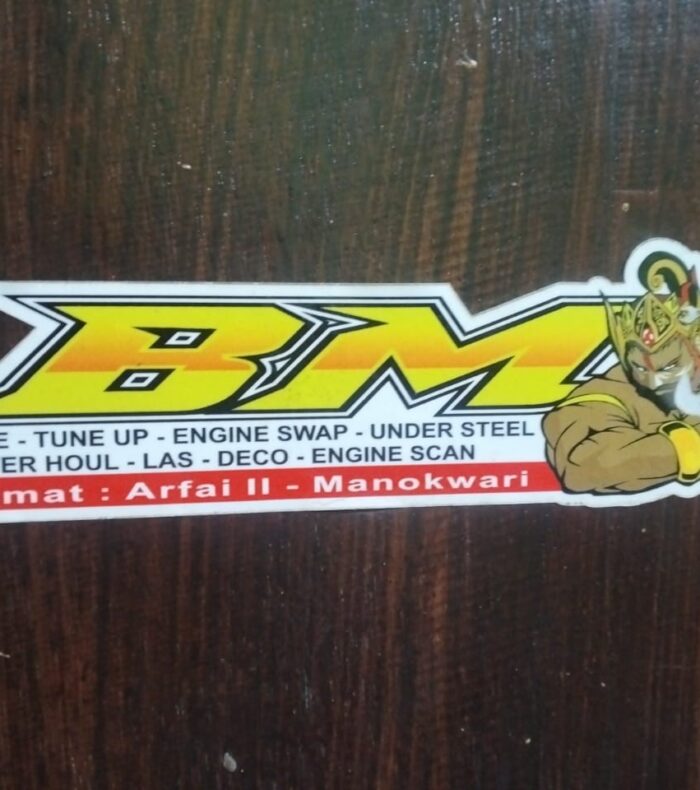 BM
E - TUNE UP - ENGINE SWAP - UNDER STEEL
ER HOUL - LAS - DECO - ENGINE SCAN
mat : Arfai II - Manokwari